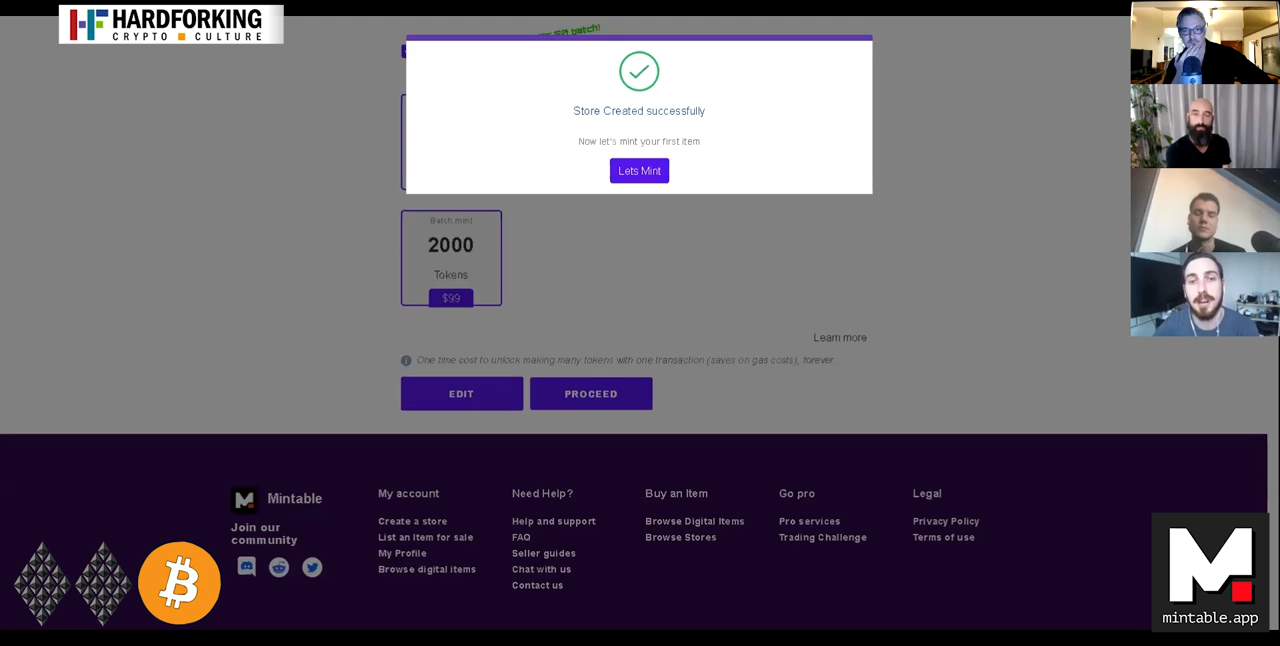 HARDFORKING
CRYPTO CULTURE
50 batch!
Store Created successfully
Now let's mint your first item
Lets Mint
Batch mint
2000
Tokens
$99
Learn more
One time cost to unlock making many tokens with one transaction (saves on gas costs), forever
EDIT
PROCEED
Mintable
Join our
community
My account
Create a store
List an Item for sale
My Profile
Browse digital items
Need Help?
Help and support
FAQ
Seller guides
Chat with us
Contact us
Buy an Item
Browse Digital Items
Browse Stores
Go pro
Pro services
Trading Challenge
Legal
Privacy Policy
Terms of use
mintable.app